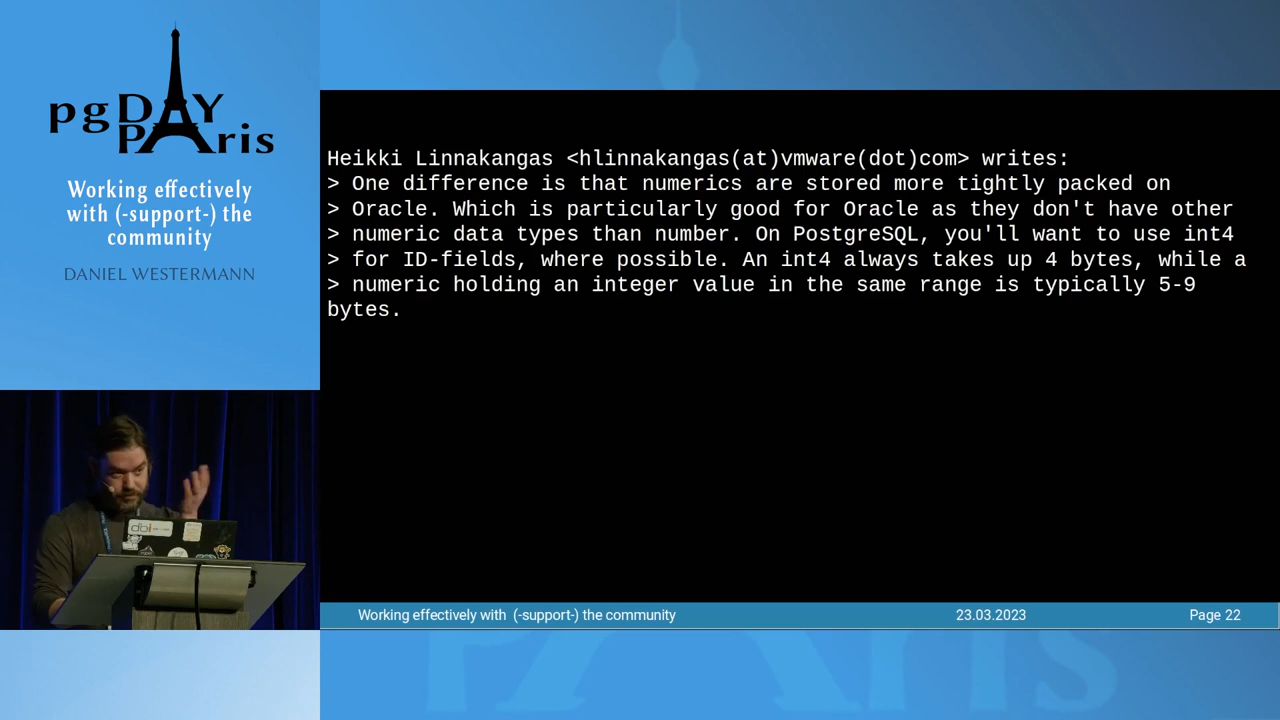 pgDAY
PAris
Working effectively
with (-support-) the
community
DANIEL WESTERMANN
Heikki Linnakangas <hlinnakangas(at)vmware(dot)com> writes:
> One difference is that numerics are stored more tightly packed on
> Oracle. Which is particularly good for Oracle as they don't have other
> numeric data types than number. On PostgreSQL, you'll want to use int4
> for ID-fields, where possible. An int4 always takes up 4 bytes, while a
> numeric holding an integer value in the same range is typically 5-9
bytes.
dbi
Working effectively with (-support-) the community
23.03.2023
Page 22